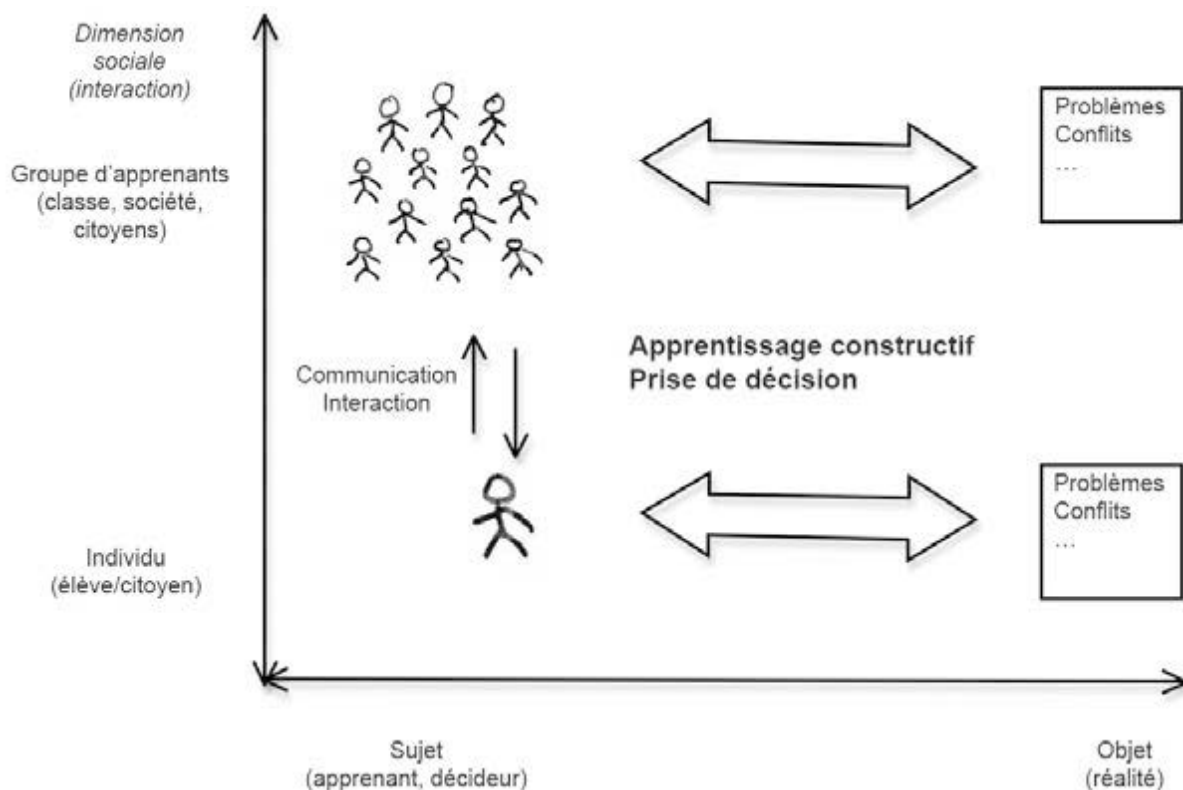 Dimension
sociale
(interaction)
Groupe d'apprenants
(classe, société,
citoyens)
Problèmes
Conflits
...
Communication
Interaction
Apprentissage constructif
Prise de décision
Individu
(élève/citoyen)
Problèmes
Conflits
...
Sujet
(apprenant, décideur)
Objet
(réalité)